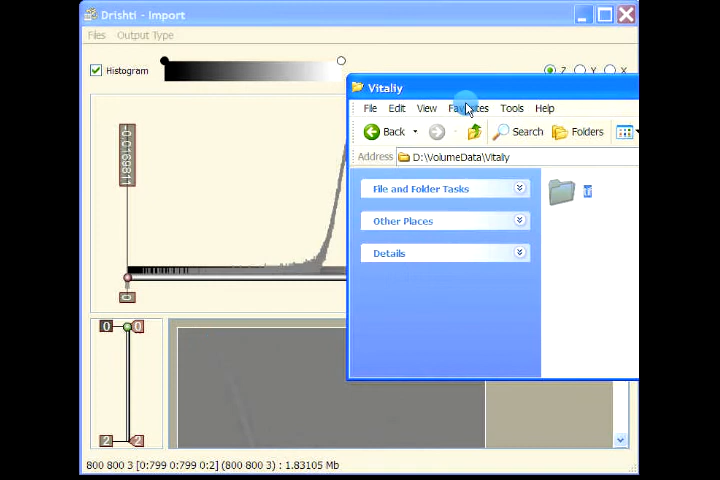 Drishti - Import
Files Output Type
Histogram
Z Y X
-0.0169811
0
0 0
2 2
800 800 3 [0:799 0:799 0:2] (800 800 3) : 1.83105 Mb
Vitaliy
File Edit View Favorites Tools Help
Back Search Folders
Address D:\VolumeData\Vitaliy
File and Folder Tasks
Other Places
Details